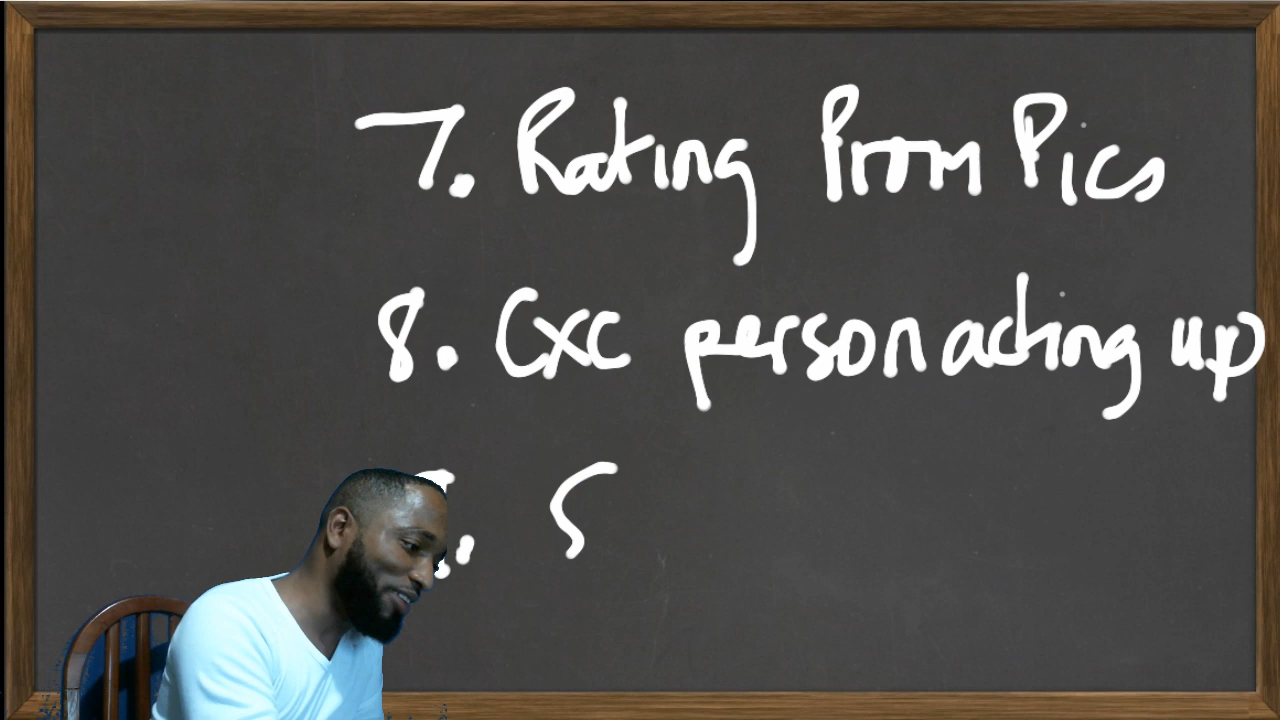 7. Rating Prom Pics
8. Cxc person acting up
. S